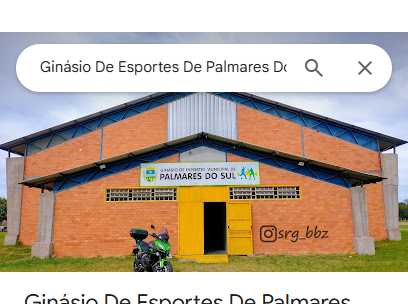 Ginásio De Esportes De Palmares Do
GINÁSIO DE ESPORTES MUNICIPAL DE
PALMARES DO SUL
srg_bbz
Ginásio De Esportes De Palmares